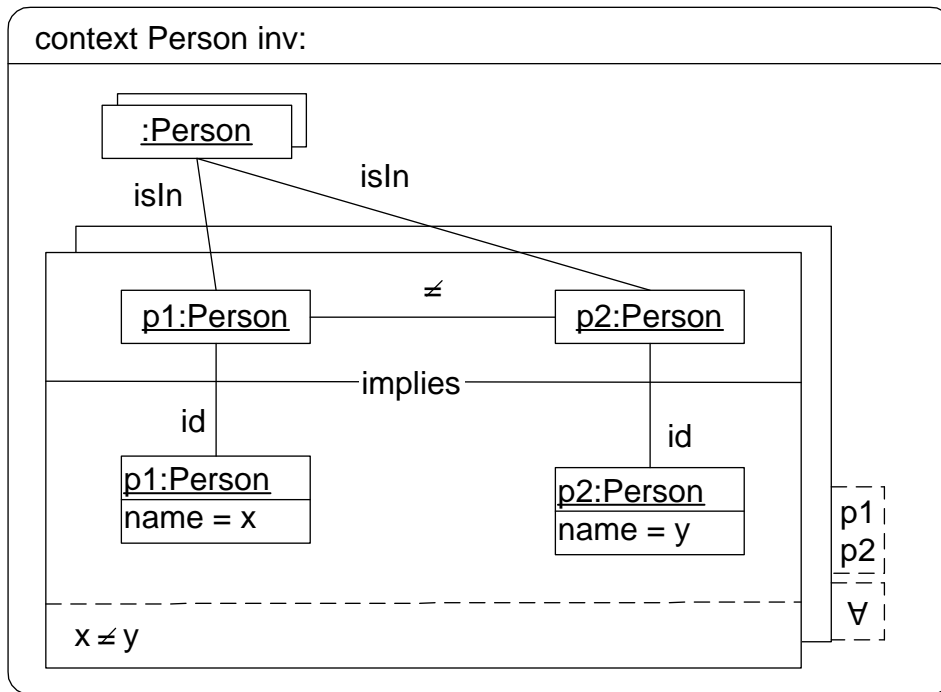 context Person inv:
:Person
isIn
isIn
p1:Person
≠
p2:Person
implies
id
id
p1:Person
name = x
p2:Person
name = y
p1
p2
∀
x ≠ y